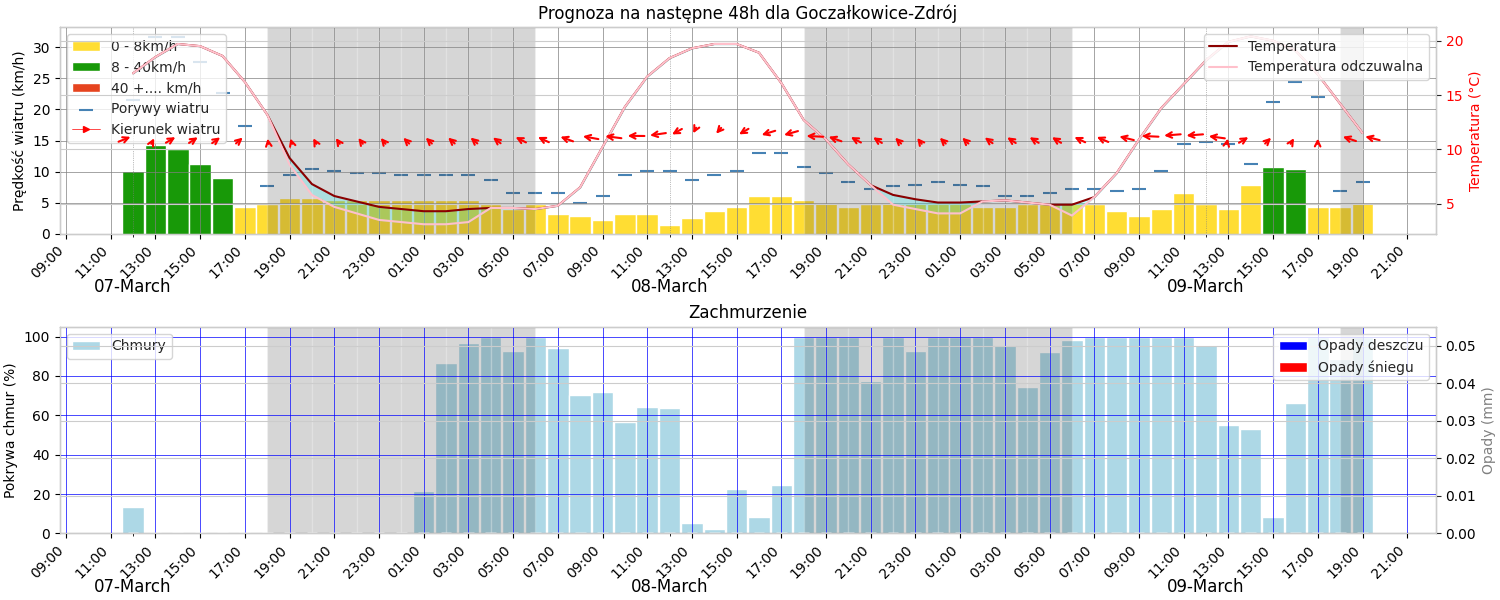 Prognoza na następne 48h dla Goczałkowice-Zdrój
Prędkość wiatru (km/h)
30
25
20
15
10
5
0
0 - 8km/h
8 - 40km/h
40 +.... km/h
Porywy wiatru
Kierunek wiatru
Temperatura
Temperatura odczuwalna
20
15
10
5
Temperatura (°C)
09:00 11:00 13:00 15:00 17:00 19:00 21:00 23:00 01:00 03:00 05:00 07:00 09:00 11:00 13:00 15:00 17:00 19:00 21:00 23:00 01:00 03:00 05:00 07:00 09:00 11:00 13:00 15:00 17:00 19:00 21:00
07-March 08-March 09-March
Zachmurzenie
Pokrywa chmur (%)
100
80
60
40
20
0
Chmury
Opady deszczu
Opady śniegu
0.05
0.04
0.03
0.02
0.01
0.00
Opady (mm)
09:00 11:00 13:00 15:00 17:00 19:00 21:00 23:00 01:00 03:00 05:00 07:00 09:00 11:00 13:00 15:00 17:00 19:00 21:00 23:00 01:00 03:00 05:00 07:00 09:00 11:00 13:00 15:00 17:00 19:00 21:00
07-March 08-March 09-March